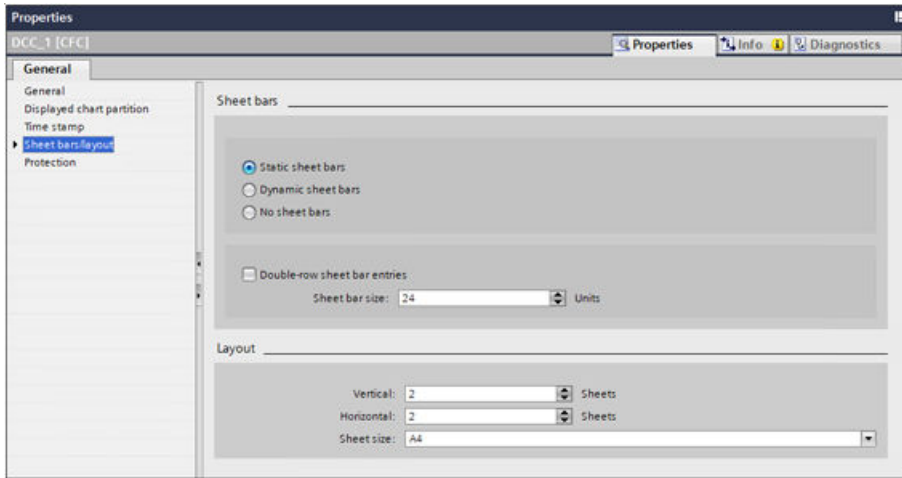 Properties
DCC_1 [CFC]
Properties Info Diagnostics
General
General
Displayed chart partition
Time stamp
Sheet bars/layout
Protection
Sheet bars
Static sheet bars
Dynamic sheet bars
No sheet bars
Double-row sheet bar entries
Sheet bar size: 24 Units
Layout
Vertical: 2 Sheets
Horizontal: 2 Sheets
Sheet size: A4